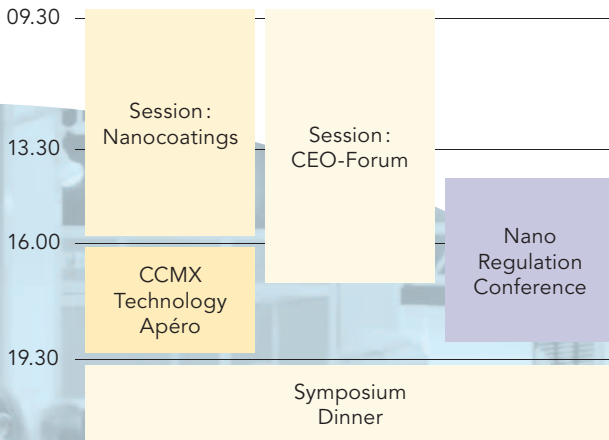 09.30
Session:
Nanocoatings
Session:
CEO-Forum
13.30
16.00
CCMX
Technology
Apéro
Nano
Regulation
Conference
19.30
Symposium
Dinner